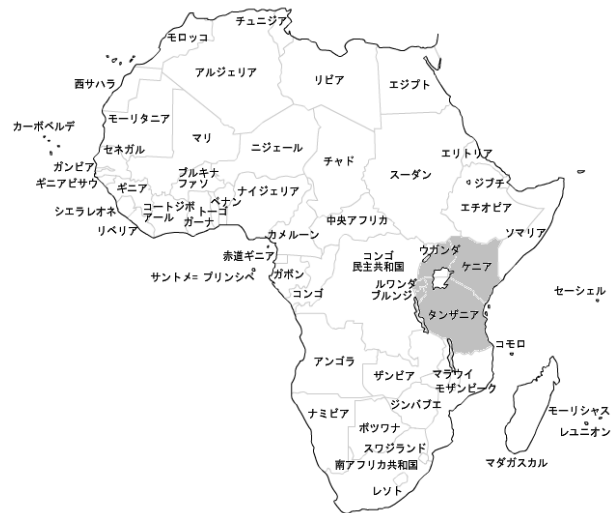 チュニジア
モロッコ
アルジェリア
リビア
エジプト
西サハラ
モーリタニア
マリ
ニジェール
チャド
スーダン
エリトリア
カーボベルデ
セネガル
ガンビア
ギニアビサウ
ギニア
ブルキナ
ファソ
ナイジェリア
ジブチ
エチオピア
シエラレオネ
コートジボ
アール
ベナン
トーゴ
ガーナ
中央アフリカ
ソマリア
リベリア
カメルーン
赤道ギニア
サントメ= プリンシペ
ガボン
コンゴ
コンゴ
民主共和国
ウガンダ
ケニア
ルワンダ
ブルンジ
タンザニア
セーシェル
コモロ
アンゴラ
ザンビア
マラウイ
モザンビーク
ナミビア
ジンバブエ
ボツワナ
モーリシャス
レユニオン
スワジランド
南アフリカ共和国
マダガスカル
レソト